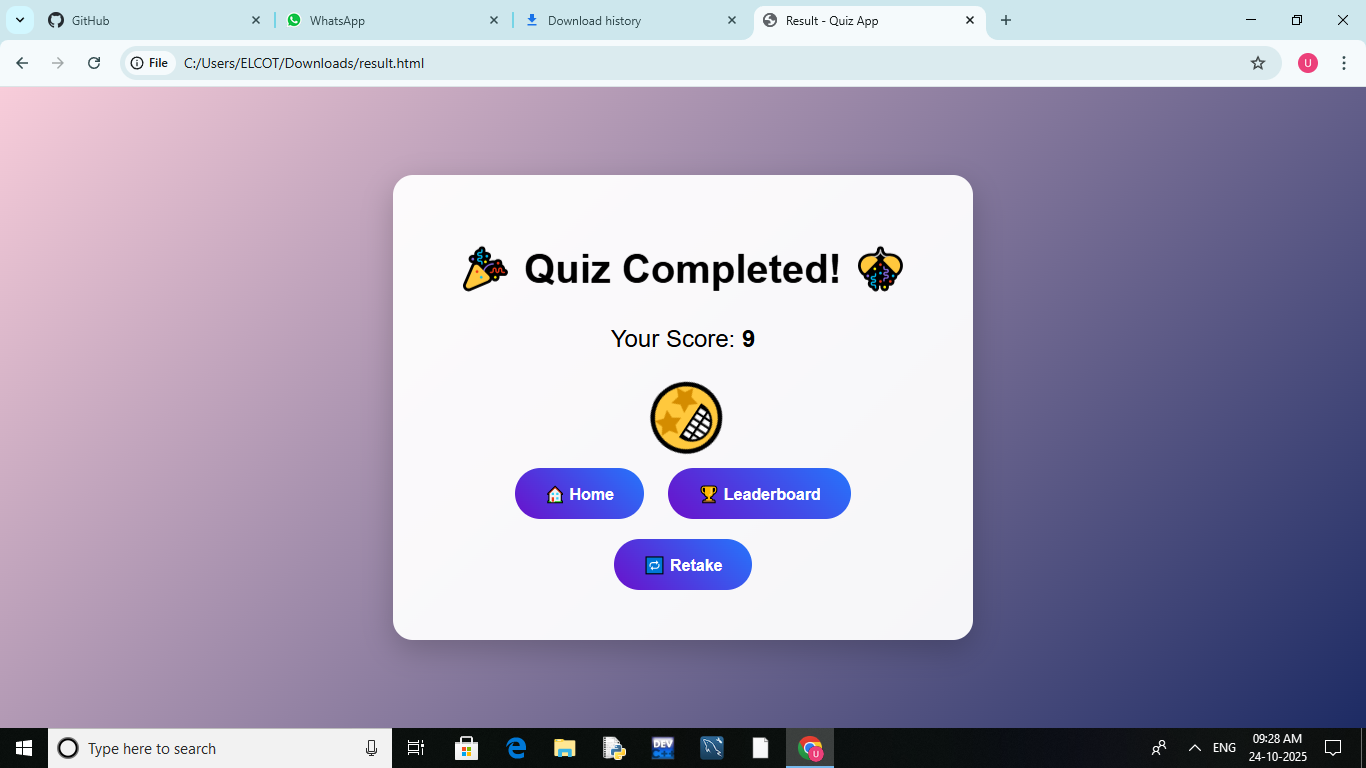 GitHub
WhatsApp
Download history
Result - Quiz App
File
C:/Users/ELCOT/Downloads/result.html
U
Quiz Completed!
Your Score: 9
Home
Leaderboard
Retake
Type here to search
DEV
U
ENG
09:28 AM
24-10-2025